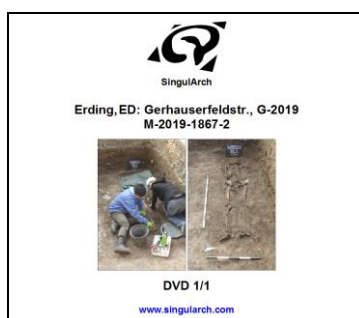 SingulArch
Erding,ED: Gerhauserfeldstr., G-2019
M-2019-1867-2
DVD 1/1
www.singularch.com